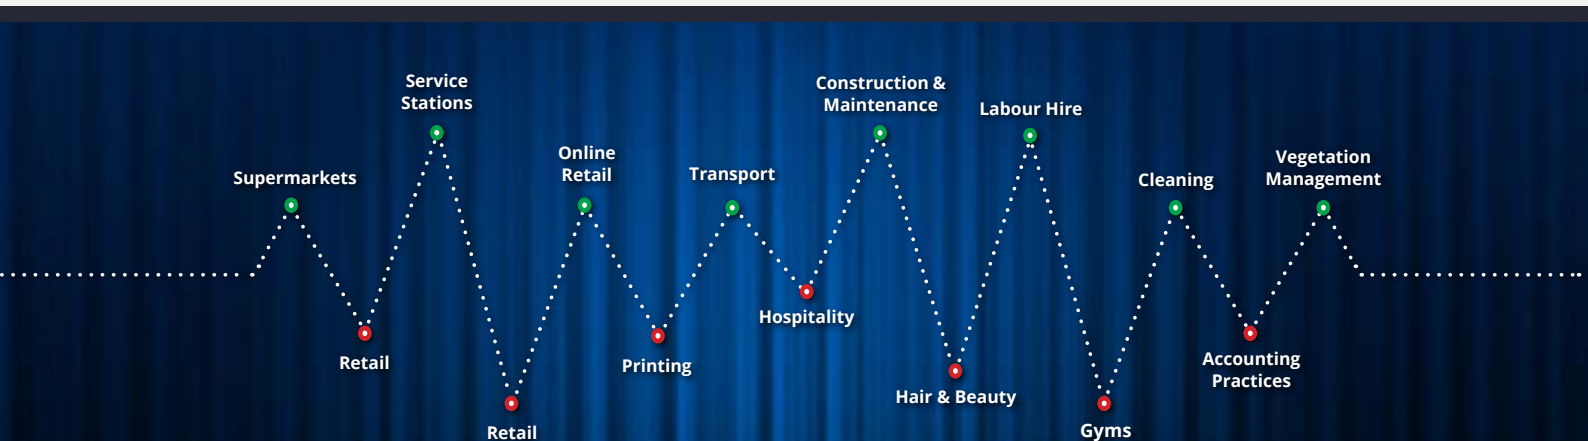 Supermarkets
Retail
Service
Stations
Retail
Online
Retail
Printing
Transport
Hospitality
Construction &
Maintenance
Hair & Beauty
Labour Hire
Gyms
Cleaning
Accounting
Practices
Vegetation
Management